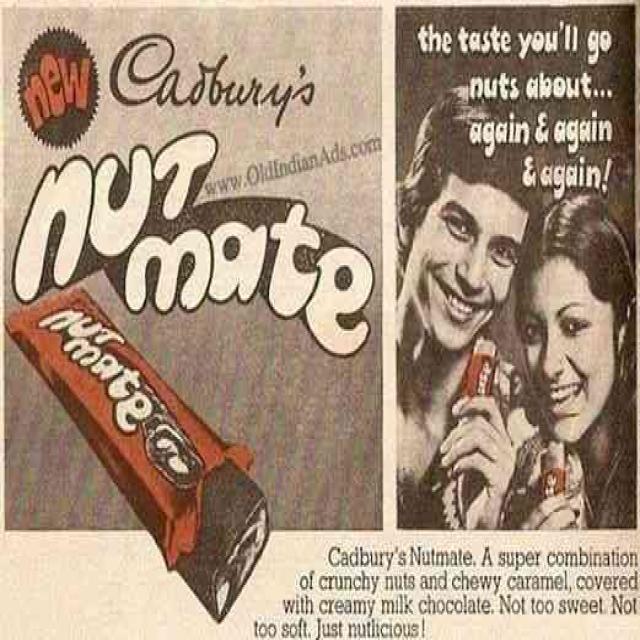 new
Cadbury's
nut
mate
www.OldIndianAds.com
nut
mate
the taste you'll go
nuts about...
again & again
& again!
Cadbury's Nutmate. A super combination
of crunchy nuts and chewy caramel, covered
with creamy milk chocolate. Not too sweet. Not
too soft. Just nutlicious!